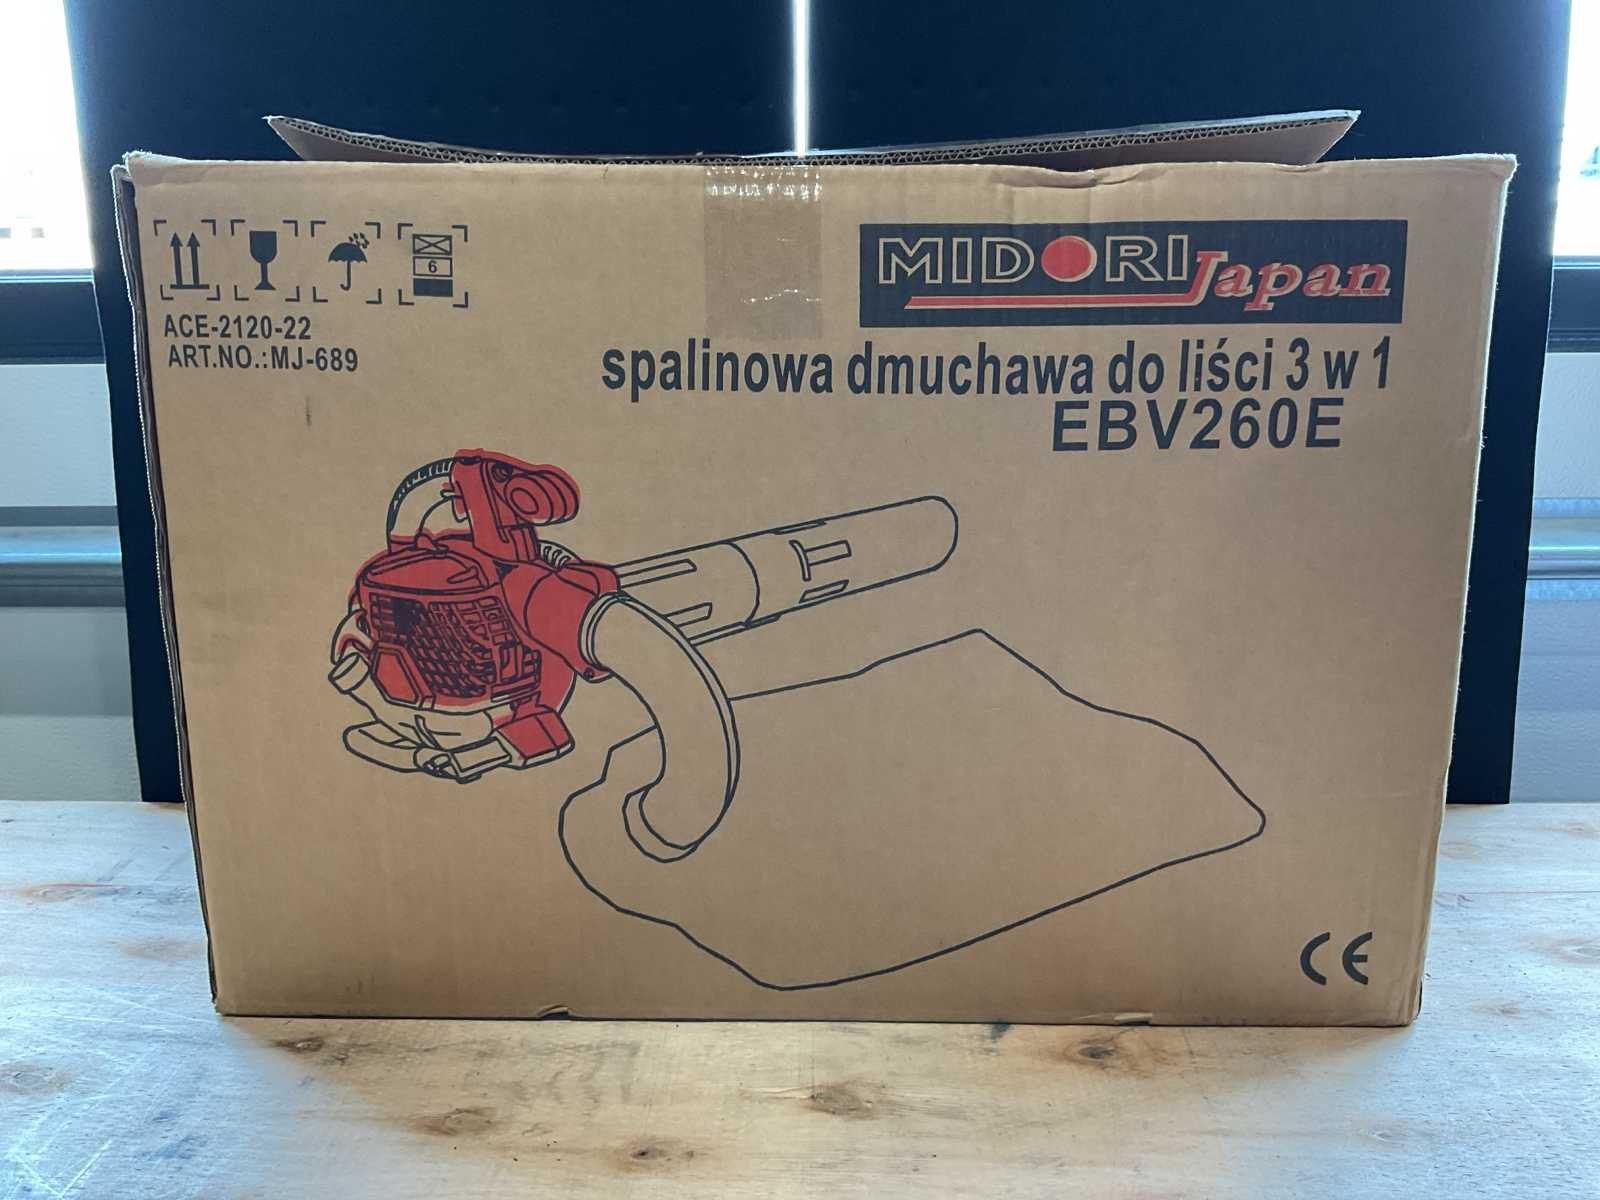 6
ACE-2120-22
ART.NO.:MJ-689
MIDORI Japan
spalinowa dmuchawa do liści 3 w 1
EBV260E
CE